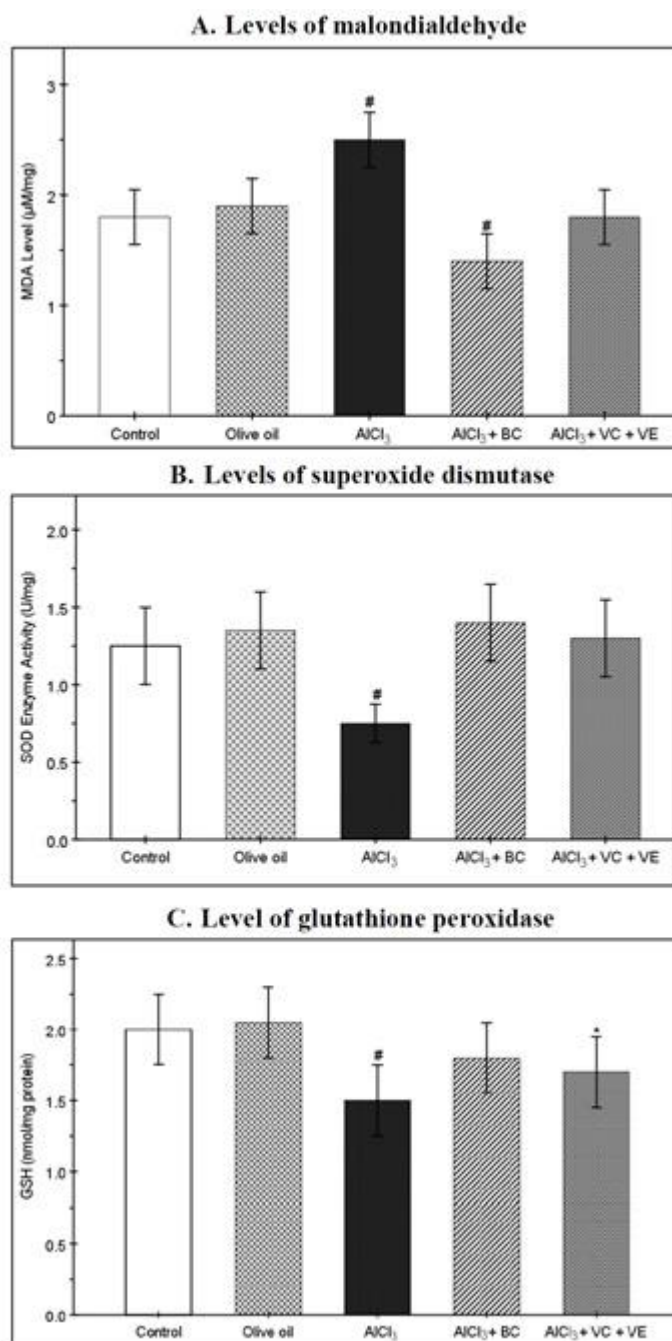 A. Levels of malondialdehyde
MDA Level (µM/mg)
3
2
1
0
#
#
Control
Olive oil
AlCl₃
AlCl₃ + BC
AlCl₃ + VC + VE
B. Levels of superoxide dismutase
SOD Enzyme Activity (U/mg)
2.0
1.5
1.0
0.5
0.0
#
Control
Olive oil
AlCl₃
AlCl₃ + BC
AlCl₃ + VC + VE
C. Level of glutathione peroxidase
GSH (nmol/mg protein)
2.5
2.0
1.5
1.0
0.5
0.0
#
*
Control
Olive oil
AlCl₃
AlCl₃ + BC
AlCl₃ + VC + VE